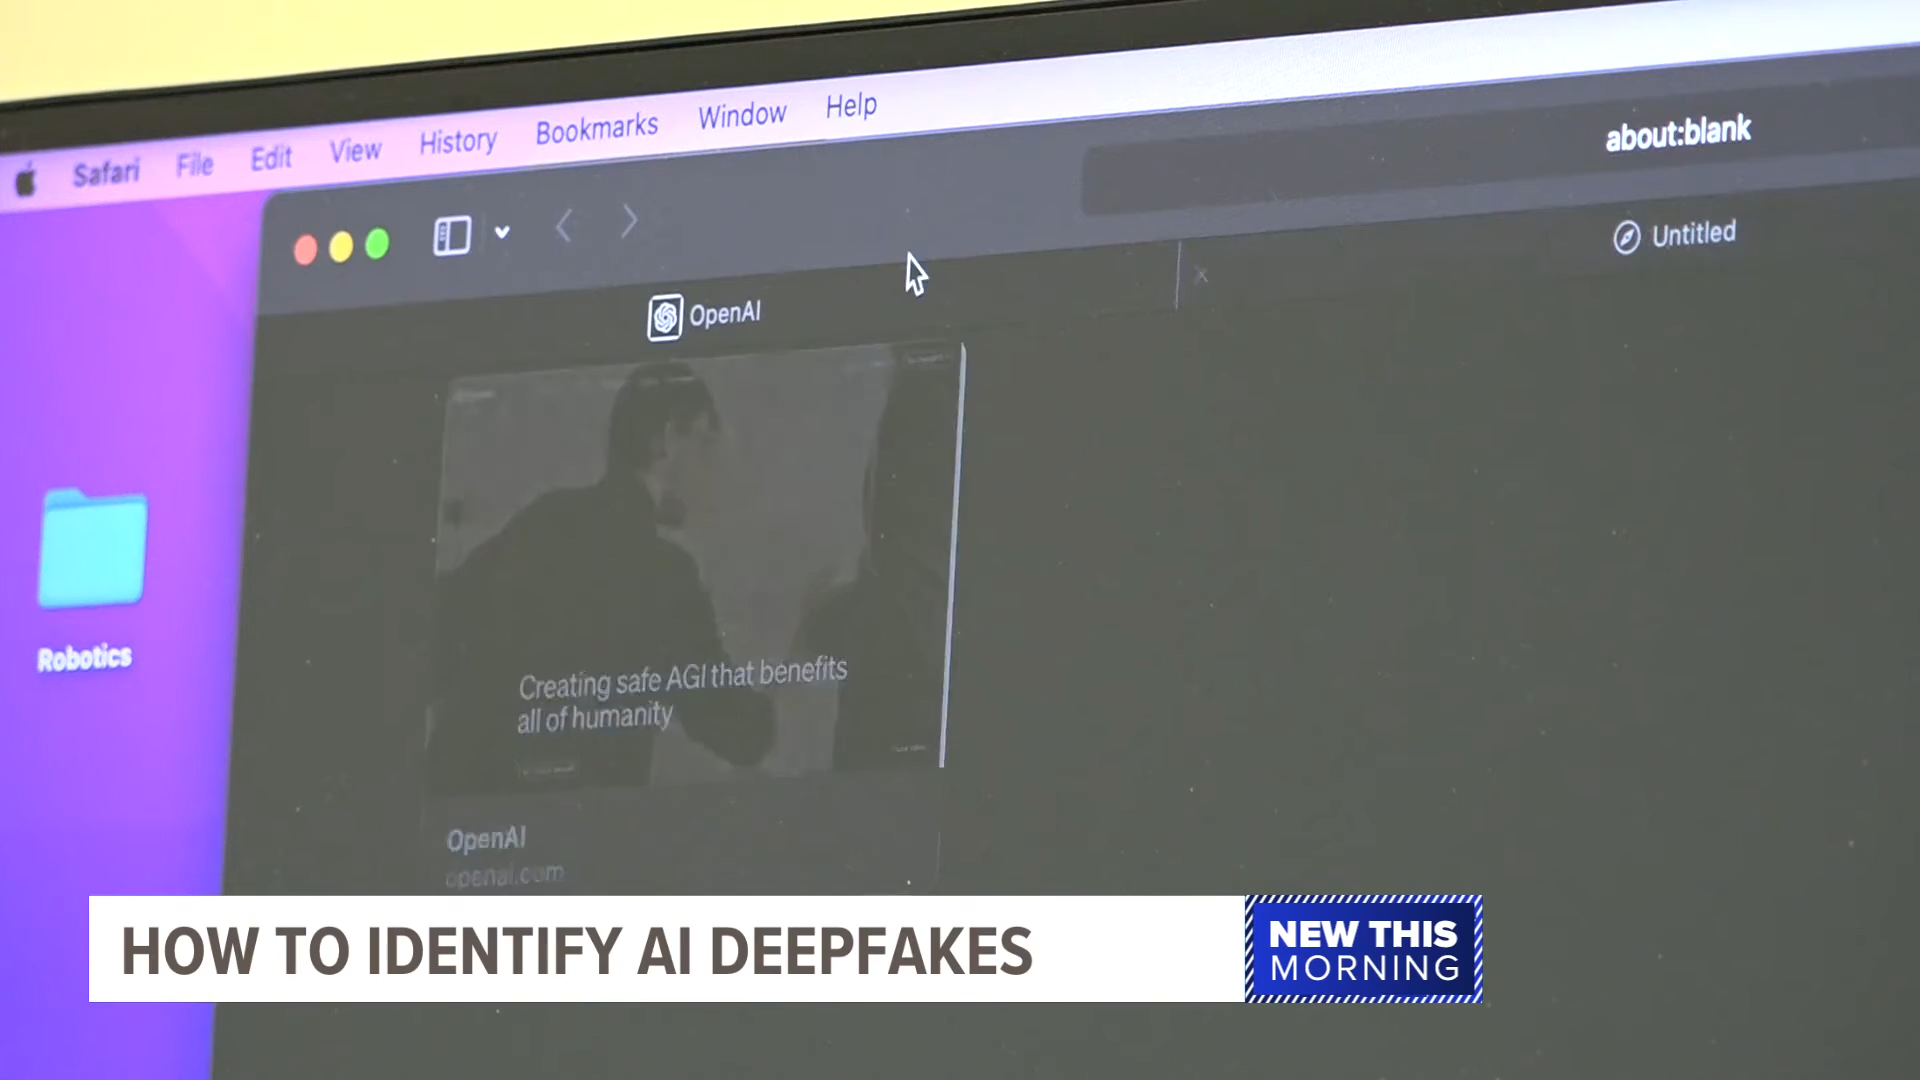 Safari File Edit View History Bookmarks Window Help
about:blank
Untitled
OpenAI
Robotics
Creating safe AGI that benefits
all of humanity
OpenAI
openai.com
HOW TO IDENTIFY AI DEEPFAKES
NEW THIS
MORNING